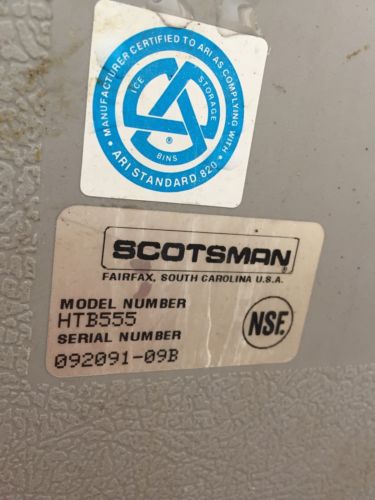 MANUFACTURER CERTIFIED TO ARI AS COMPLYING WITH
ICE STORAGE
BINS
®
ARI STANDARD 820
SCOTSMAN®
FAIRFAX, SOUTH CAROLINA U.S.A.
MODEL NUMBER
HTB555
SERIAL NUMBER
092091-09B
NSF.